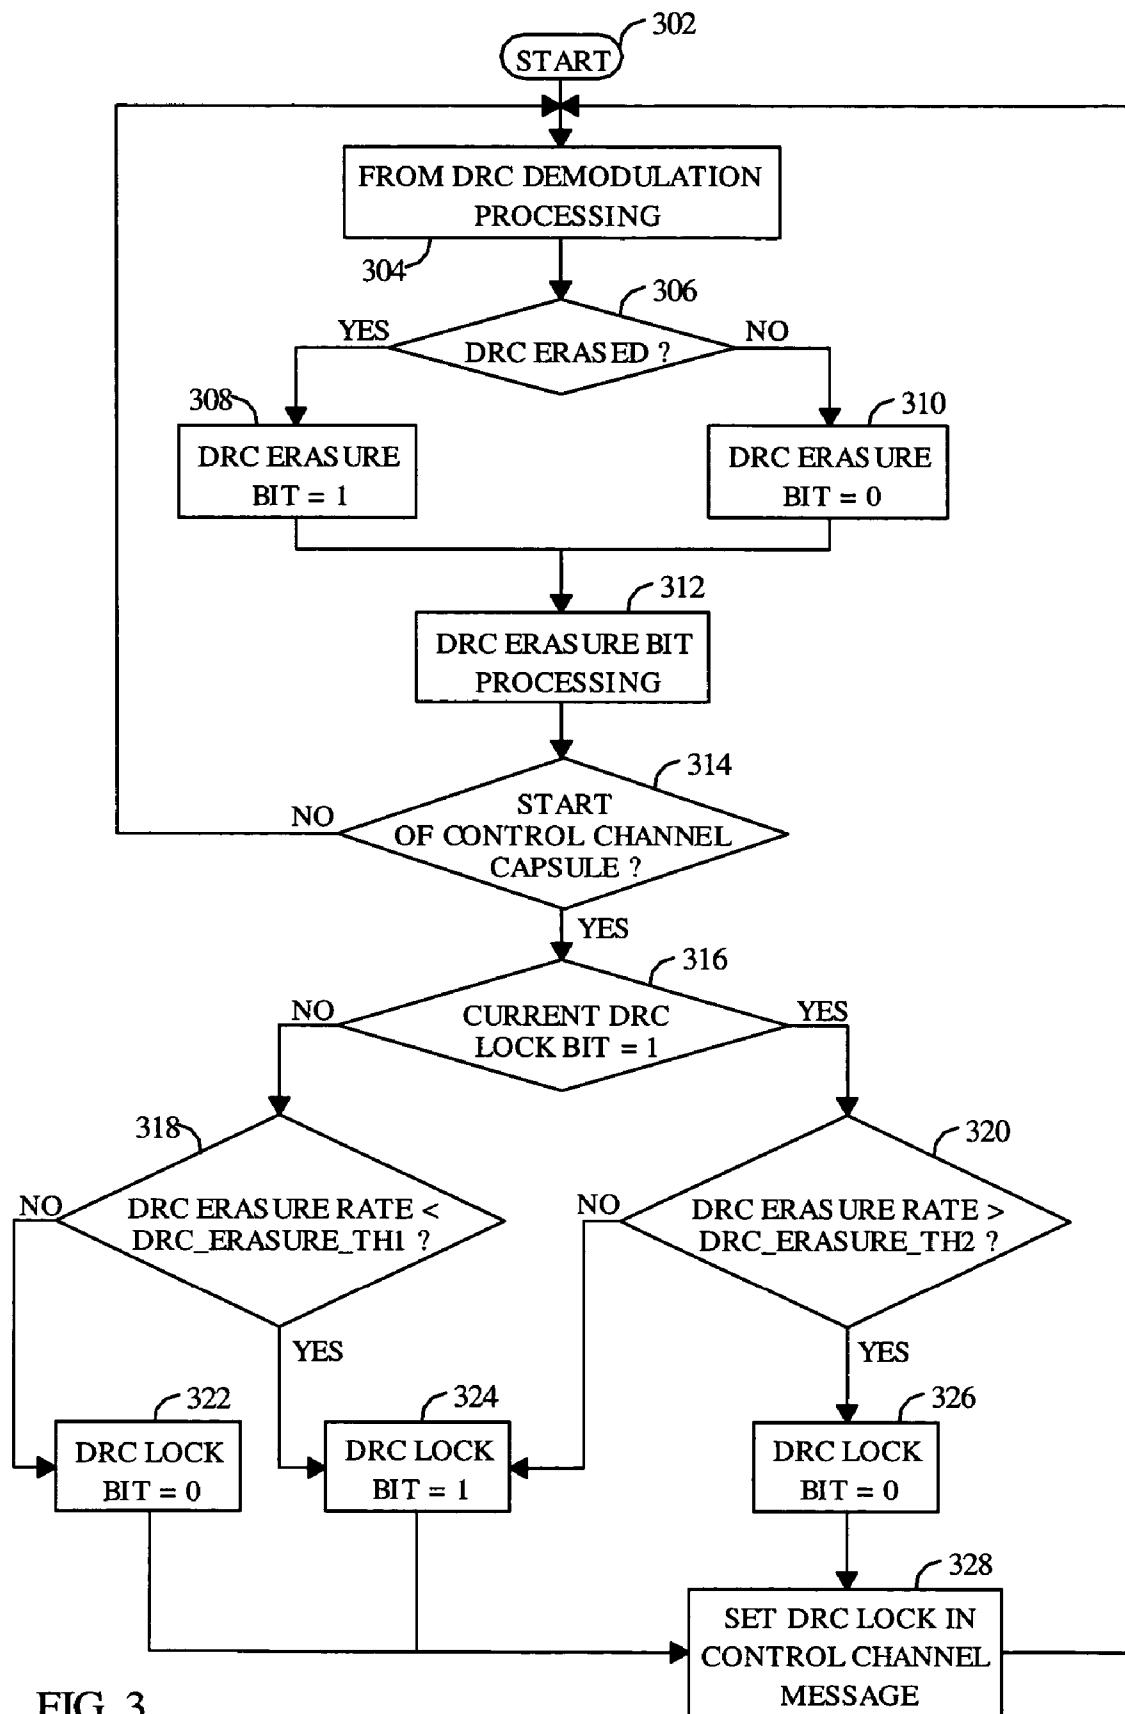 302
START
FROM DRC DEMODULATION
PROCESSING
304
306
YES
DRC ERASED ?
NO
308
DRC ERASURE
BIT = 1
310
DRC ERASURE
BIT = 0
312
DRC ERASURE BIT
PROCESSING
314
START
OF CONTROL CHANNEL
CAPSULE ?
NO
YES
316
NO
CURRENT DRC
LOCK BIT = 1
YES
318
NO
DRC ERASURE RATE <
DRC_ERASURE_TH1 ?
YES
320
NO
DRC ERASURE RATE >
DRC_ERASURE_TH2 ?
YES
322
DRC LOCK
BIT = 0
324
DRC LOCK
BIT = 1
326
DRC LOCK
BIT = 0
328
SET DRC LOCK IN
CONTROL CHANNEL
MESSAGE
FIG. 3